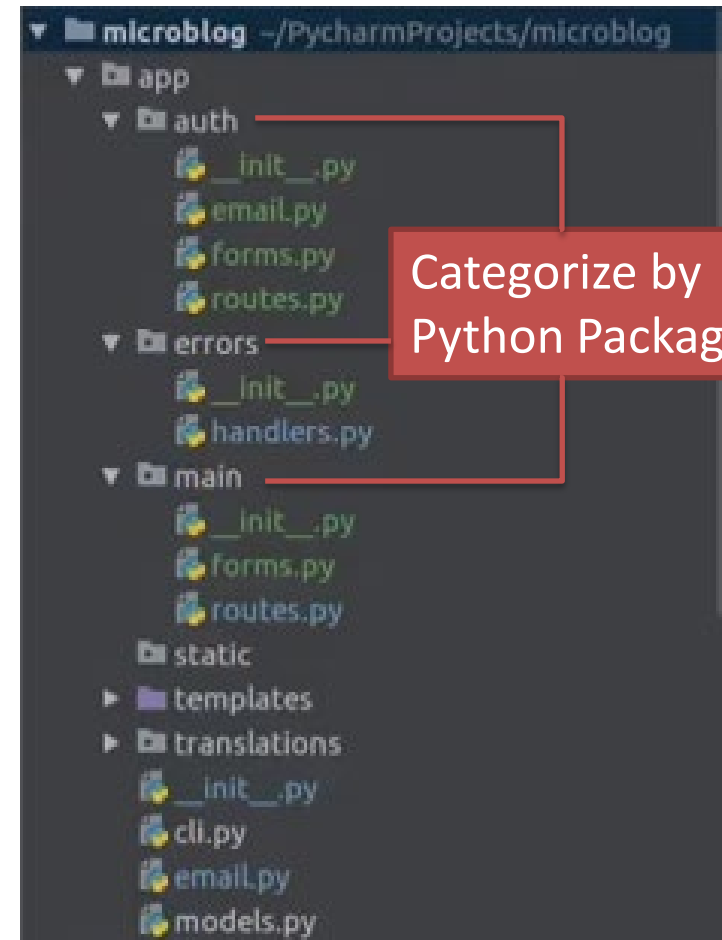 microblog ~/PycharmProjects/microblog
app
auth
__init__.py
email.py
forms.py
routes.py
Categorize by
Python Packag
errors
__init__.py
handlers.py
main
__init__.py
forms.py
routes.py
static
templates
translations
__init__.py
cli.py
email.py
models.py